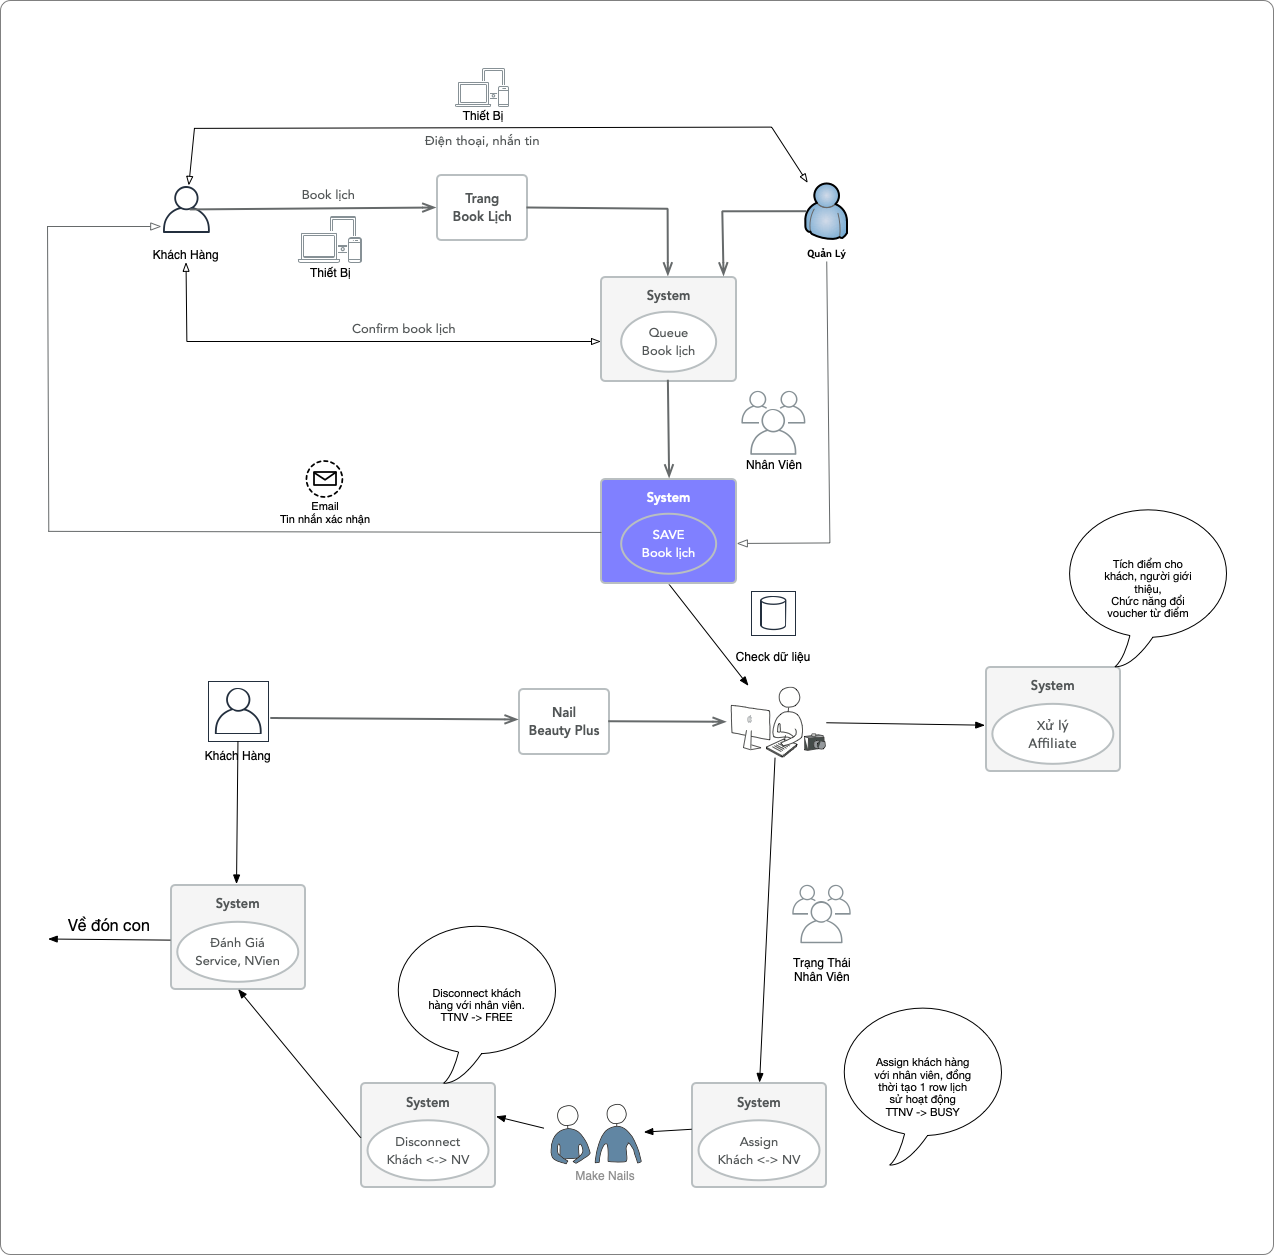 Thiết Bị
Điện thoại, nhắn tin
Book lịch
Trang
Book Lịch
Khách Hàng
Thiết Bị
Quản Lý
System
Queue
Book lịch
Confirm book lịch
Nhân Viên
Email
Tin nhắn xác nhận
System
SAVE
Book lịch
Tích điểm cho
khách, người giới
thiệu,
Chức năng đổi
voucher từ điểm
Check dữ liệu
Khách Hàng
Nail
Beauty Plus
System
Xử lý
Affiliate
System
Đánh Giá
Service, NVien
Về đón con
Trạng Thái
Nhân Viên
Disconnect khách
hàng với nhân viên.
TTNV -> FREE
Assign khách hàng
với nhân viên, đồng
thời tạo 1 row lịch
sử hoạt động
TTNV -> BUSY
System
Disconnect
Khách <-> NV
Make Nails
System
Assign
Khách <-> NV